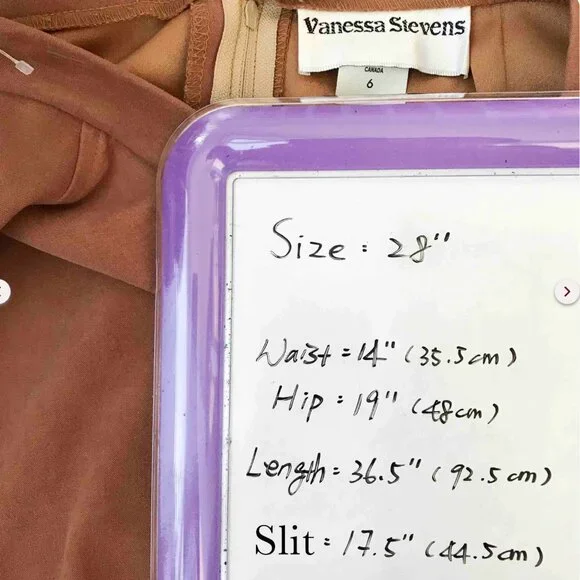 Vanessa Stevens
CANADA
6
Size : 28"
Waist = 14" (35.5cm)
Hip : 19" (48cm)
Length = 36.5" (92.5cm)
Slit : 17.5" (44.5cm)